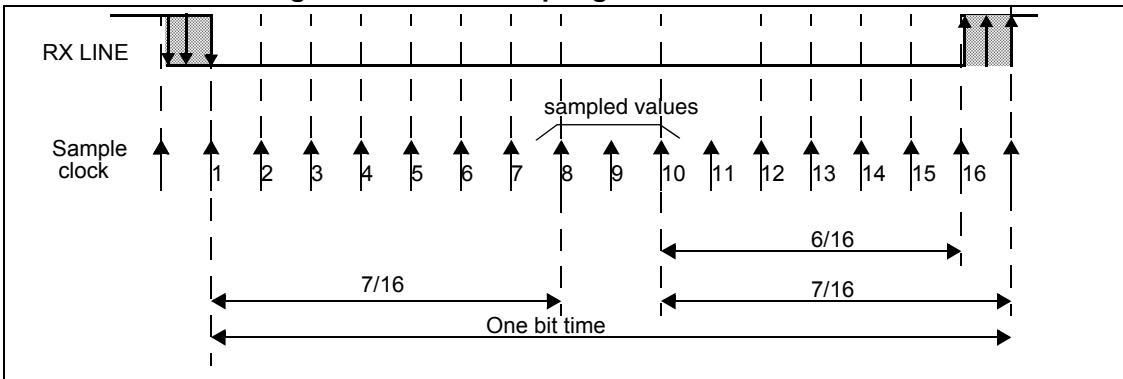 RX LINE
sampled values
Sample
clock
1 2 3 4 5 6 7 8 9 10 11 12 13 14 15 16
6/16
7/16
7/16
One bit time